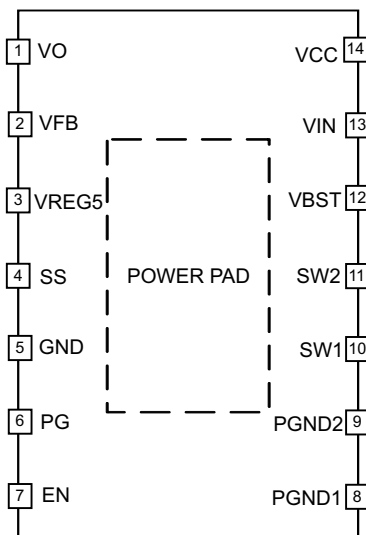 1 VO
VCC 14
2 VFB
VIN 13
3 VREG5
VBST 12
4 SS
POWER PAD
SW2 11
5 GND
SW1 10
6 PG
PGND2 9
7 EN
PGND1 8